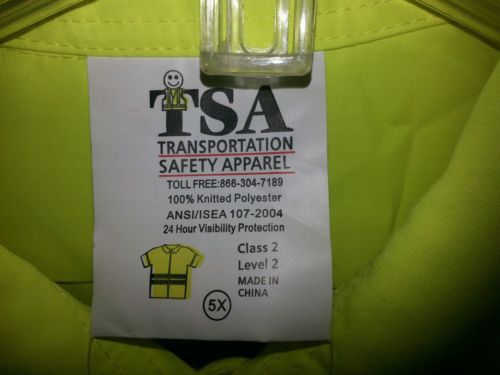 TSA
TRANSPORTATION
SAFETY APPAREL
TOLL FREE:866-304-7189
100% Knitted Polyester
ANSI/ISEA 107-2004
24 Hour Visibility Protection
Class 2
Level 2
MADE IN
CHINA
5X